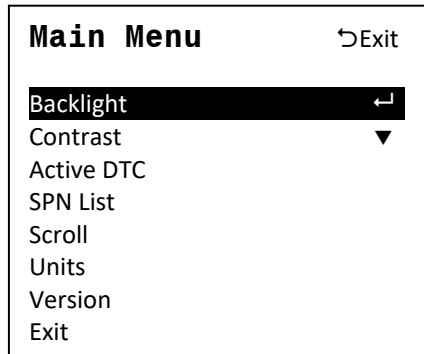 Main Menu ⮌Exit
Backlight ↵
Contrast ▼
Active DTC
SPN List
Scroll
Units
Version
Exit